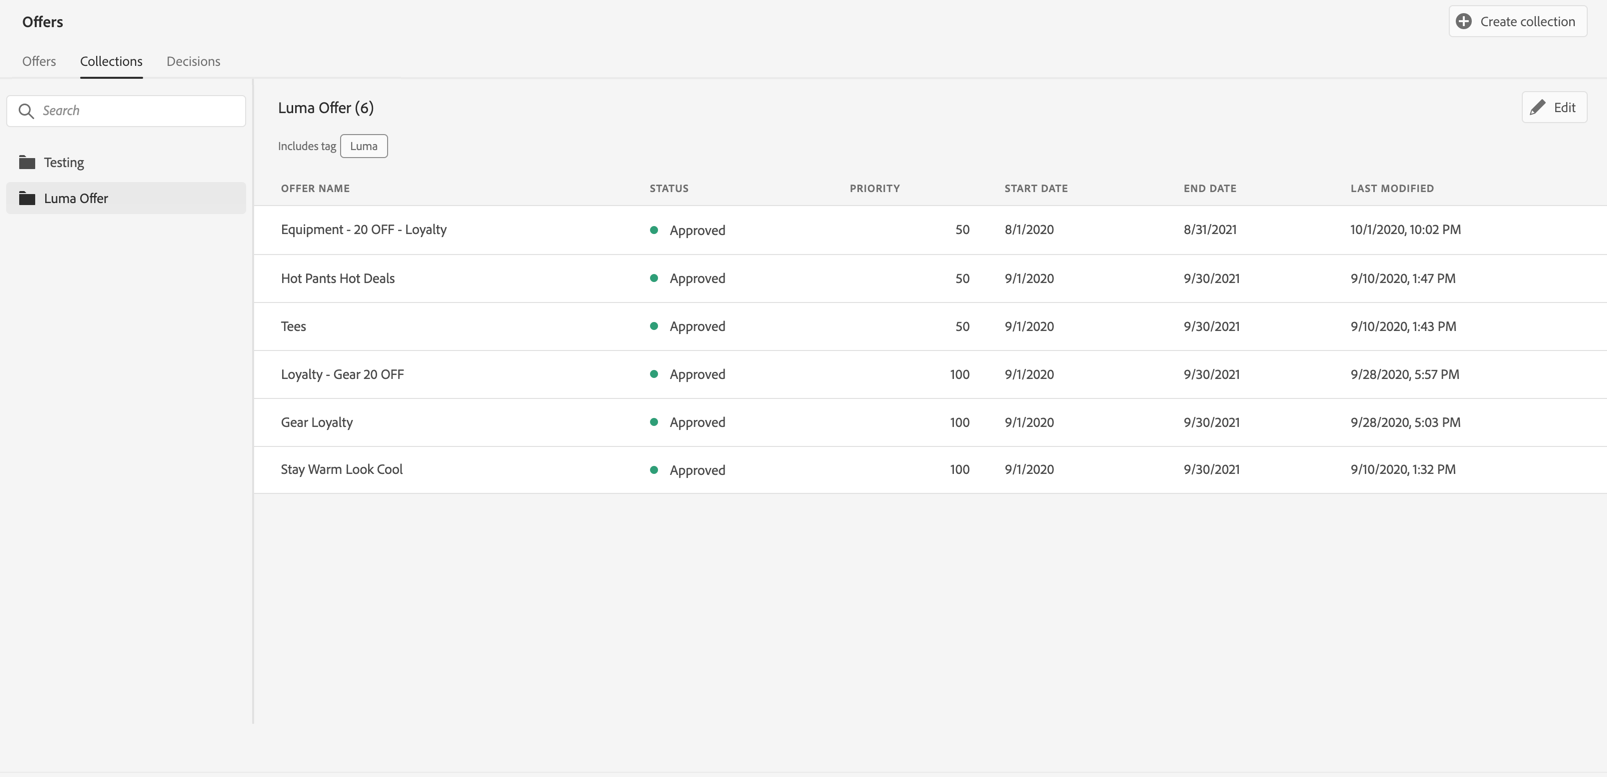 Offers
Create collection
Offers Collections Decisions
Search
Testing
Luma Offer
Luma Offer (6)
Edit
Includes tag Luma
OFFER NAME STATUS PRIORITY START DATE END DATE LAST MODIFIED
Equipment - 20 OFF - Loyalty Approved 50 8/1/2020 8/31/2021 10/1/2020, 10:02 PM
Hot Pants Hot Deals Approved 50 9/1/2020 9/30/2021 9/10/2020, 1:47 PM
Tees Approved 50 9/1/2020 9/30/2021 9/10/2020, 1:43 PM
Loyalty - Gear 20 OFF Approved 100 9/1/2020 9/30/2021 9/28/2020, 5:57 PM
Gear Loyalty Approved 100 9/1/2020 9/30/2021 9/28/2020, 5:03 PM
Stay Warm Look Cool Approved 100 9/1/2020 9/30/2021 9/10/2020, 1:32 PM